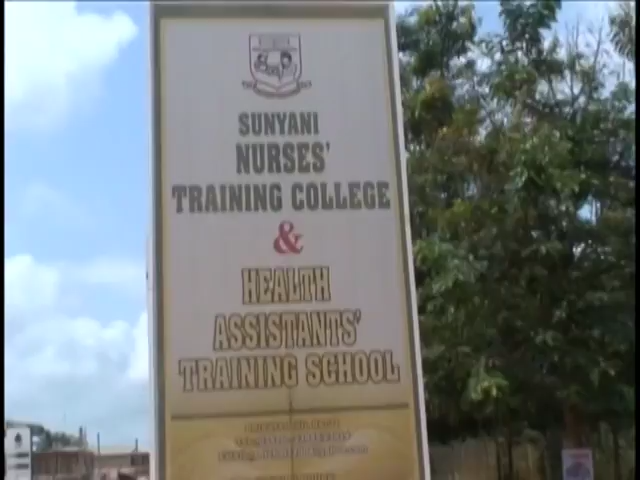 SUNYANI
NURSES'
TRAINING COLLEGE
&
HEALTH
ASSISTANTS'
TRAINING SCHOOL